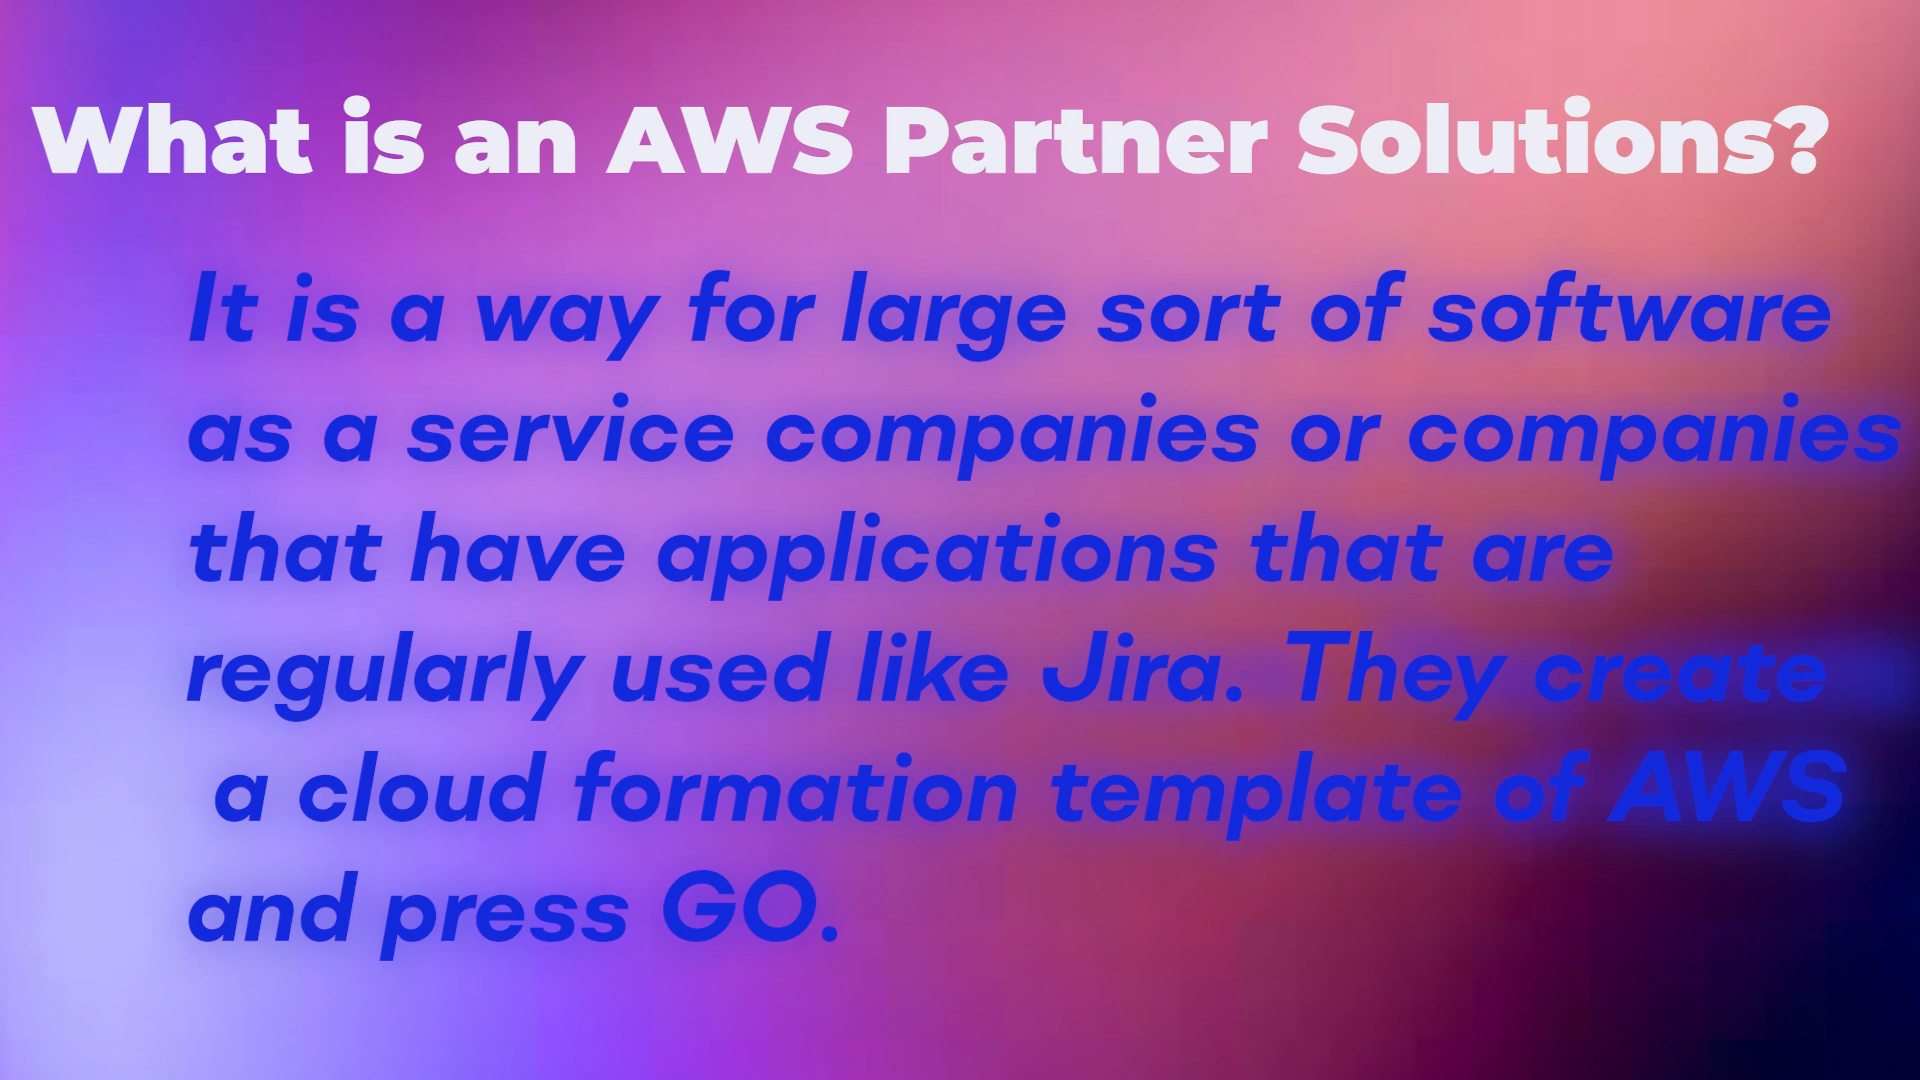 What is an AWS Partner Solutions?
It is a way for large sort of software
as a service companies or companies
that have applications that are
regularly used like Jira. They create
a cloud formation template of AWS
and press GO.